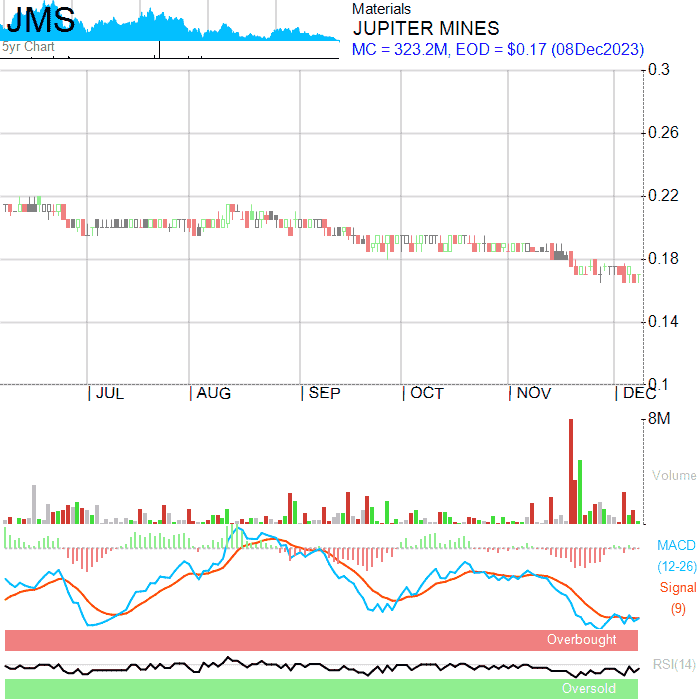 JMS
5yr Chart
Materials
JUPITER MINES
MC = 323.2M, EOD = $0.17 (08Dec2023)
0.3
0.26
0.22
0.18
0.14
0.1
JUL
AUG
SEP
OCT
NOV
DEC
8M
Volume
MACD
(12-26)
Signal
(9)
Overbought
RSI(14)
Oversold